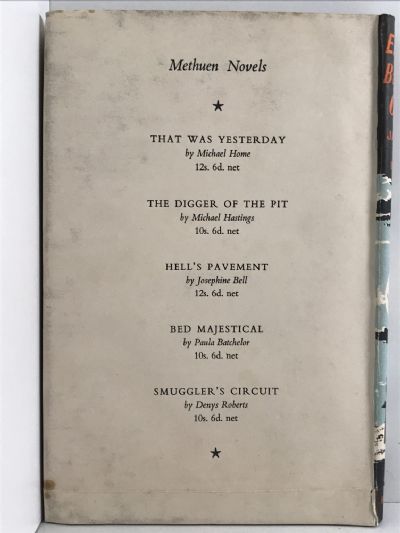 Methuen Novels
★
THAT WAS YESTERDAY
by Michael Home
12s. 6d. net
THE DIGGER OF THE PIT
by Michael Hastings
10s. 6d. net
HELL'S PAVEMENT
by Josephine Bell
12s. 6d. net
BED MAJESTICAL
by Paula Batchelor
10s. 6d. net
SMUGGLER'S CIRCUIT
by Denys Roberts
10s. 6d. net
★